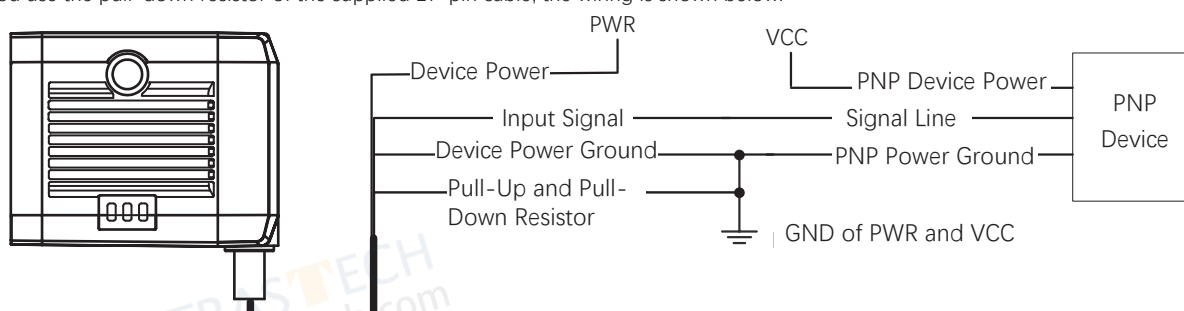 PWR
VCC
Device Power
PNP Device Power
PNP
Device
Input Signal
Signal Line
Device Power Ground
PNP Power Ground
Pull-Up and Pull-
Down Resistor
GND of PWR and VCC